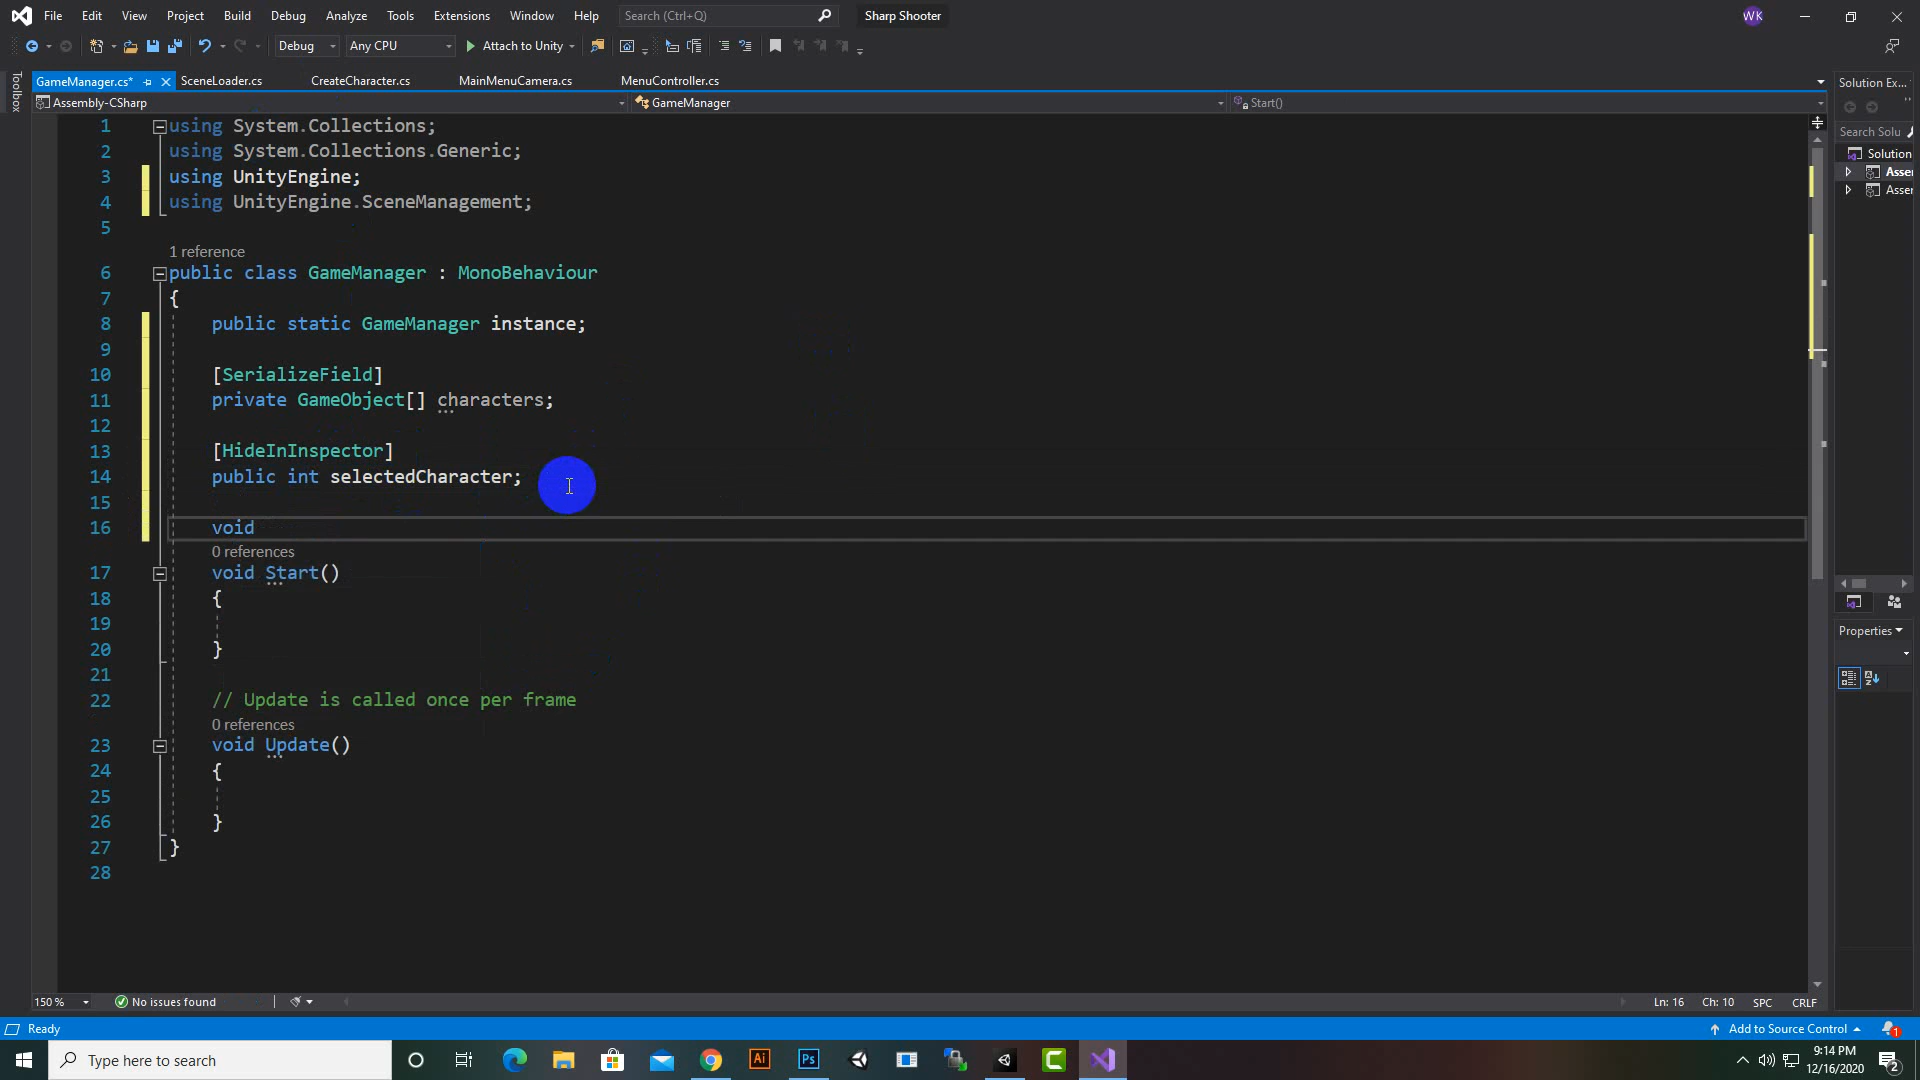 File Edit View Project Build Debug Analyze Tools Extensions Window Help Search (Ctrl+Q) Sharp Shooter WK
Debug Any CPU Attach to Unity
GameManager.cs* SceneLoader.cs CreateCharacter.cs MainMenuCamera.cs MenuController.cs Solution Ex...
Toolbox
Assembly-CSharp GameManager Start()
Search Solu
Solution
Asse
Asse
1 using System.Collections;
2 using System.Collections.Generic;
3 using UnityEngine;
4 using UnityEngine.SceneManagement;
5
1 reference
6 public class GameManager : MonoBehaviour
7 {
8 public static GameManager instance;
9
10 [SerializeField]
11 private GameObject[] characters;
12
13 [HideInInspector]
14 public int selectedCharacter;
15
16 void
0 references
17 void Start()
18 {
19
20 }
21
22 // Update is called once per frame
0 references
23 void Update()
24 {
25
26 }
27 }
28
Properties
150 % No issues found Ln: 16 Ch: 10 SPC CRLF
Ready Add to Source Control 1
Type here to search Ai Ps 9:14 PM
12/16/2020 2